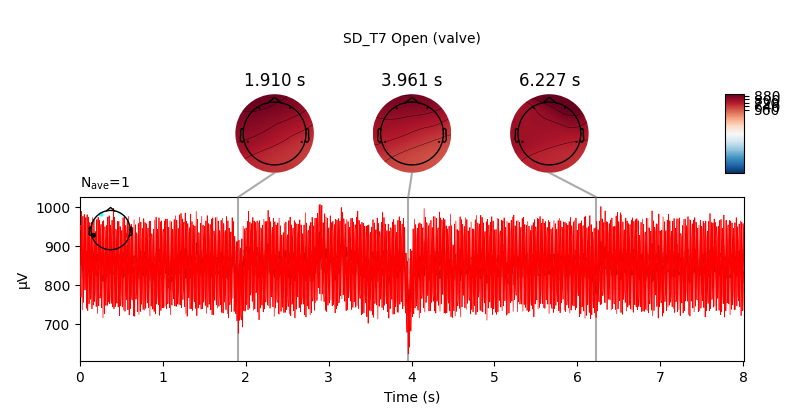 SD_T7 Open (valve)
1.910 s 3.961 s 6.227 s
880
560
Nave=1
1000
900
800
700
µV
0 1 2 3 4 5 6 7 8
Time (s)